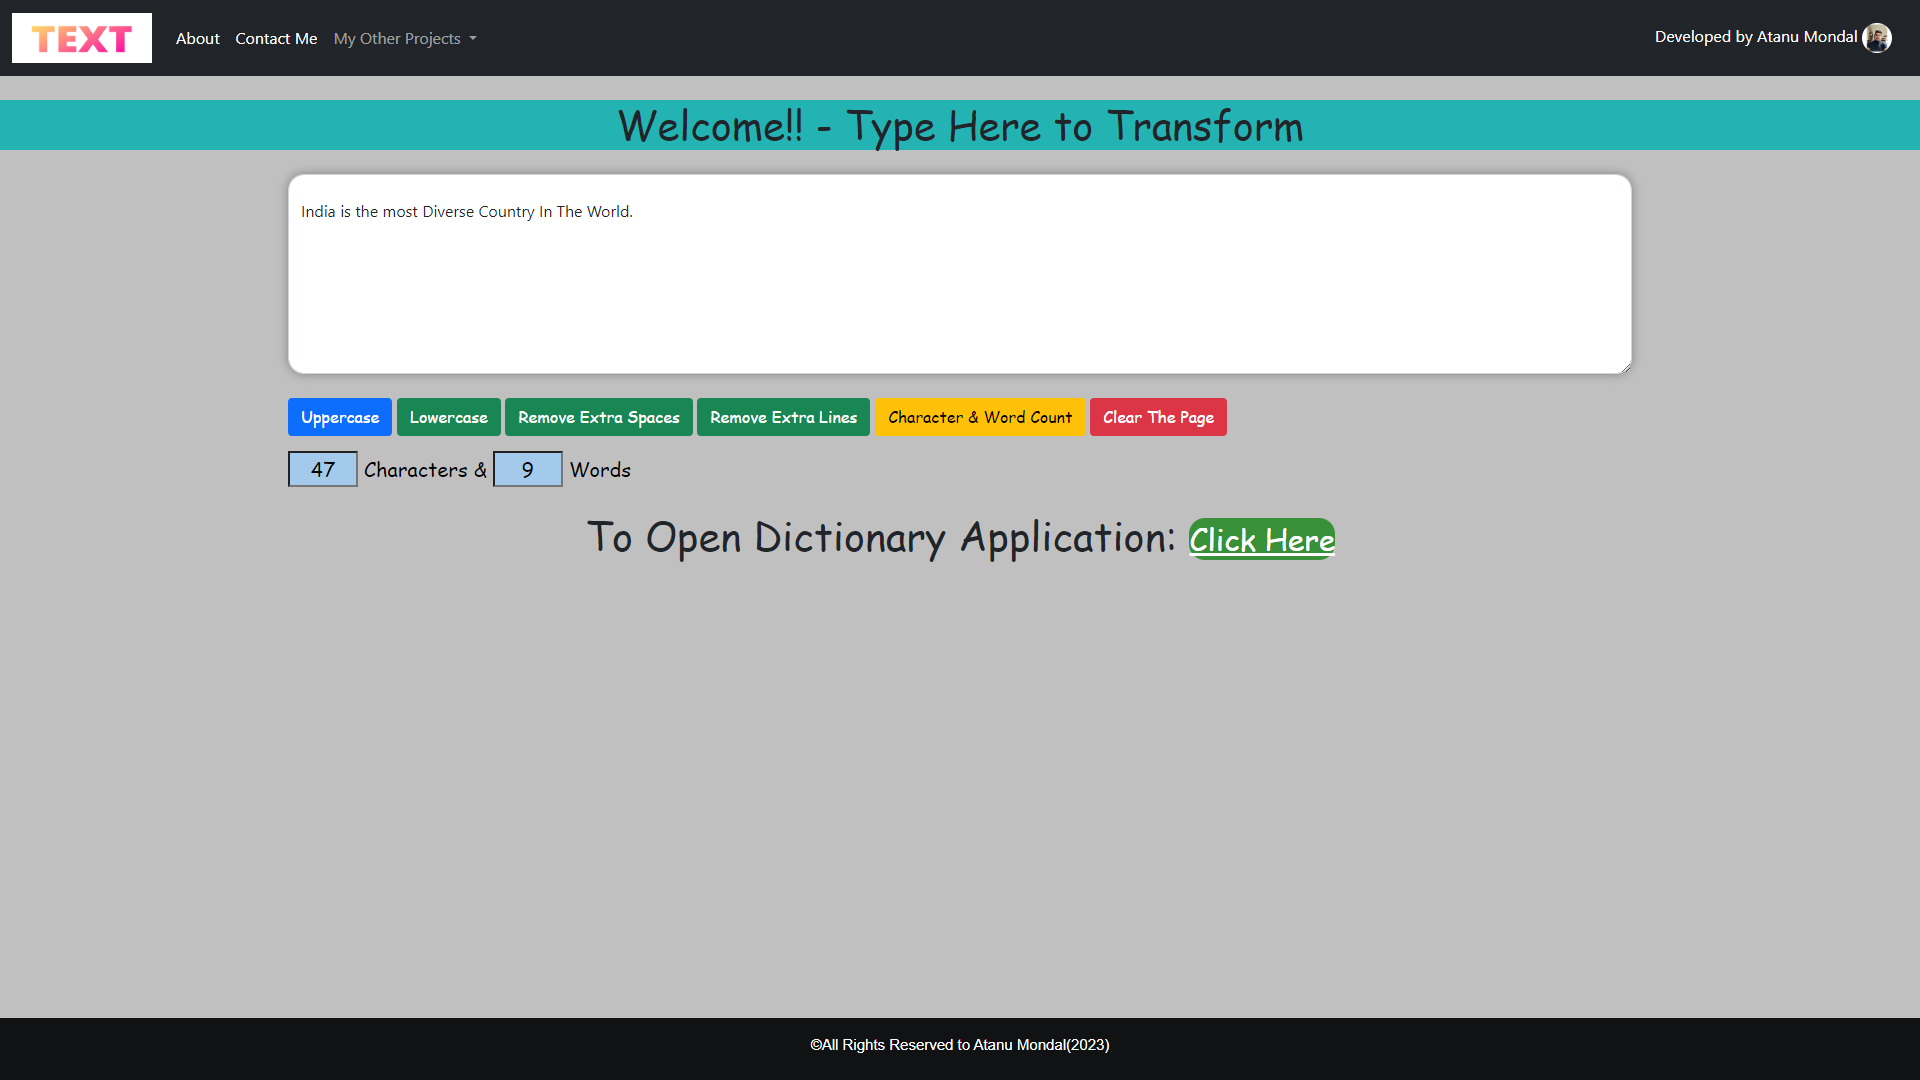 TEXT About Contact Me My Other Projects Developed by Atanu Mondal
Welcome!! - Type Here to Transform
India is the most Diverse Country In The World.
Uppercase Lowercase Remove Extra Spaces Remove Extra Lines Character & Word Count Clear The Page
47 Characters & 9 Words
To Open Dictionary Application: Click Here
©All Rights Reserved to Atanu Mondal(2023)